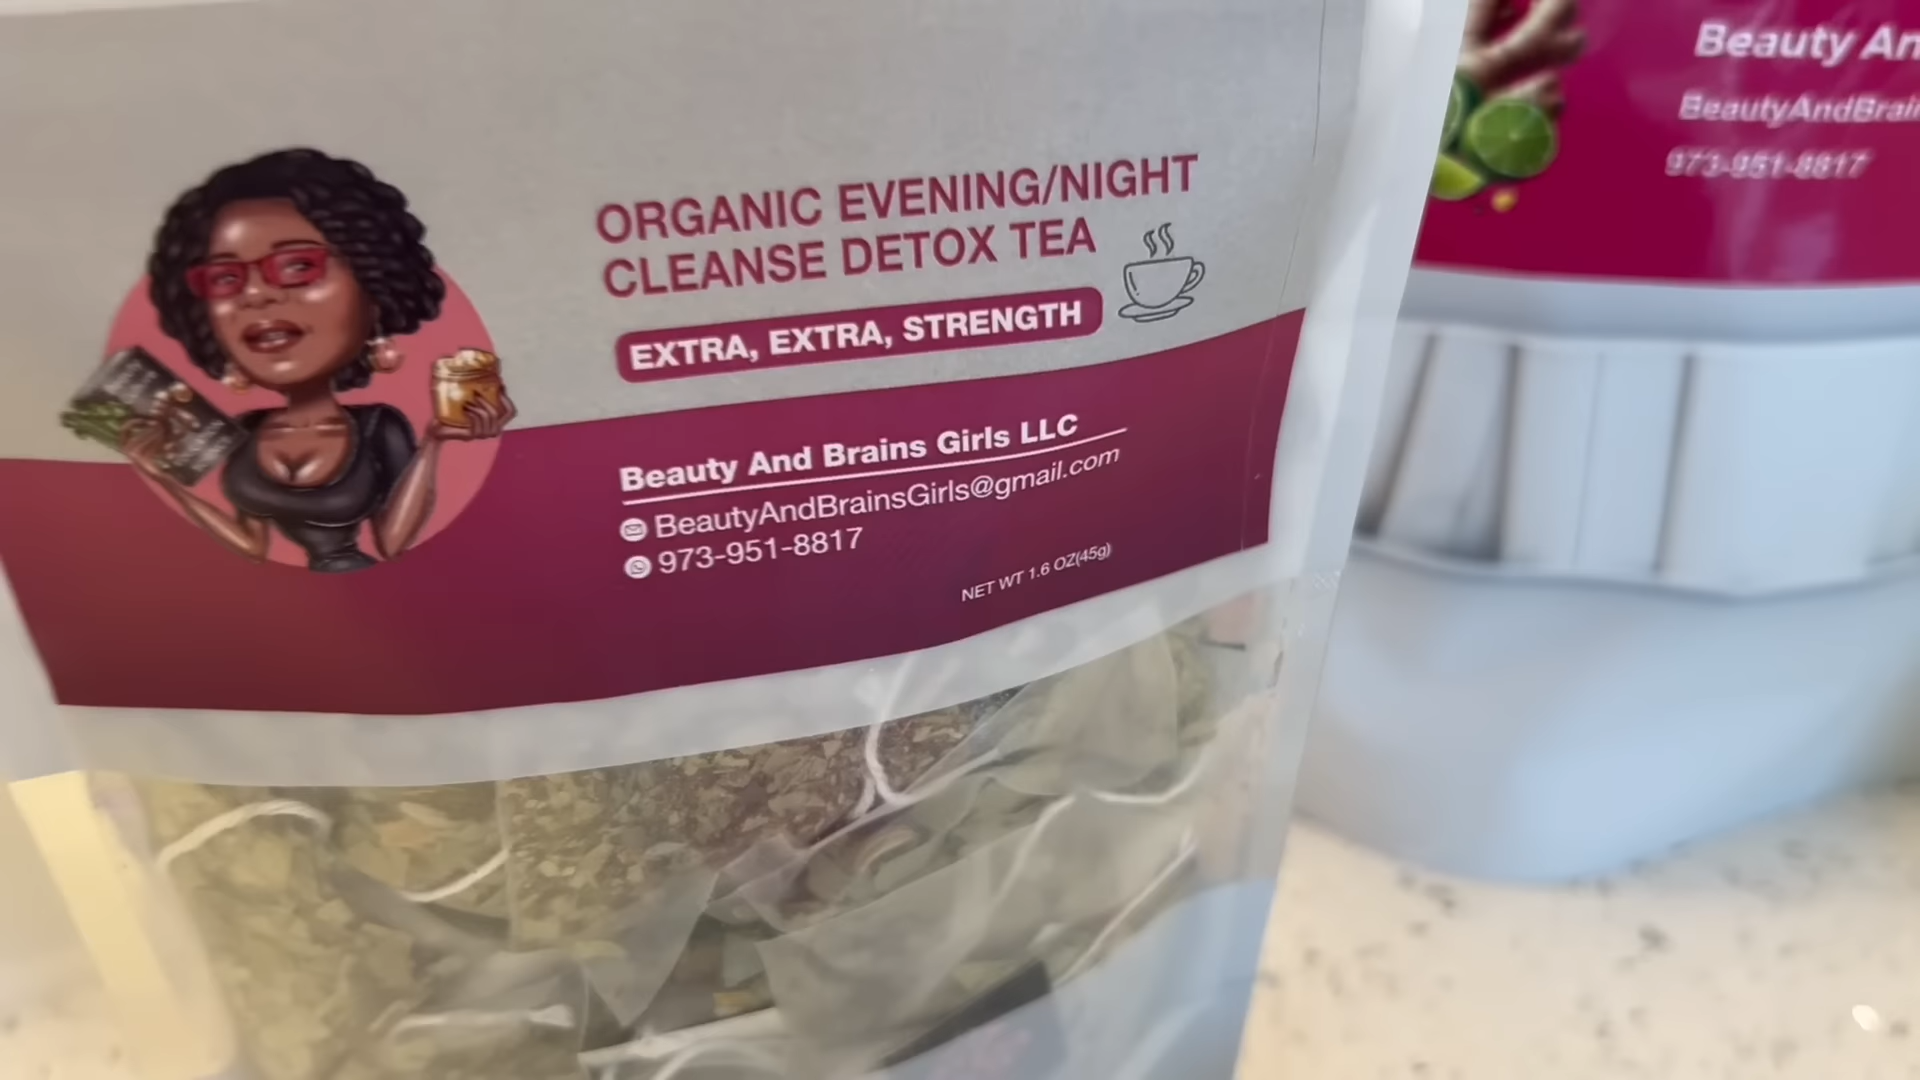 ORGANIC EVENING/NIGHT
CLEANSE DETOX TEA
EXTRA, EXTRA, STRENGTH
Beauty And Brains Girls LLC
BeautyAndBrainsGirls@gmail.com
973-951-8817
NET WT 1.6 OZ(45g)
Beauty An
BeautyAndBrain
973-951-8817